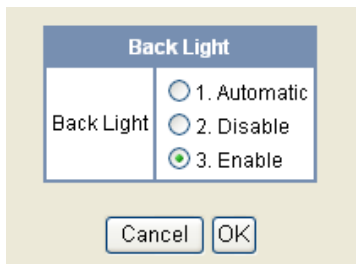 Back Light
Back Light
1. Automatic
2. Disable
3. Enable
Cancel OK